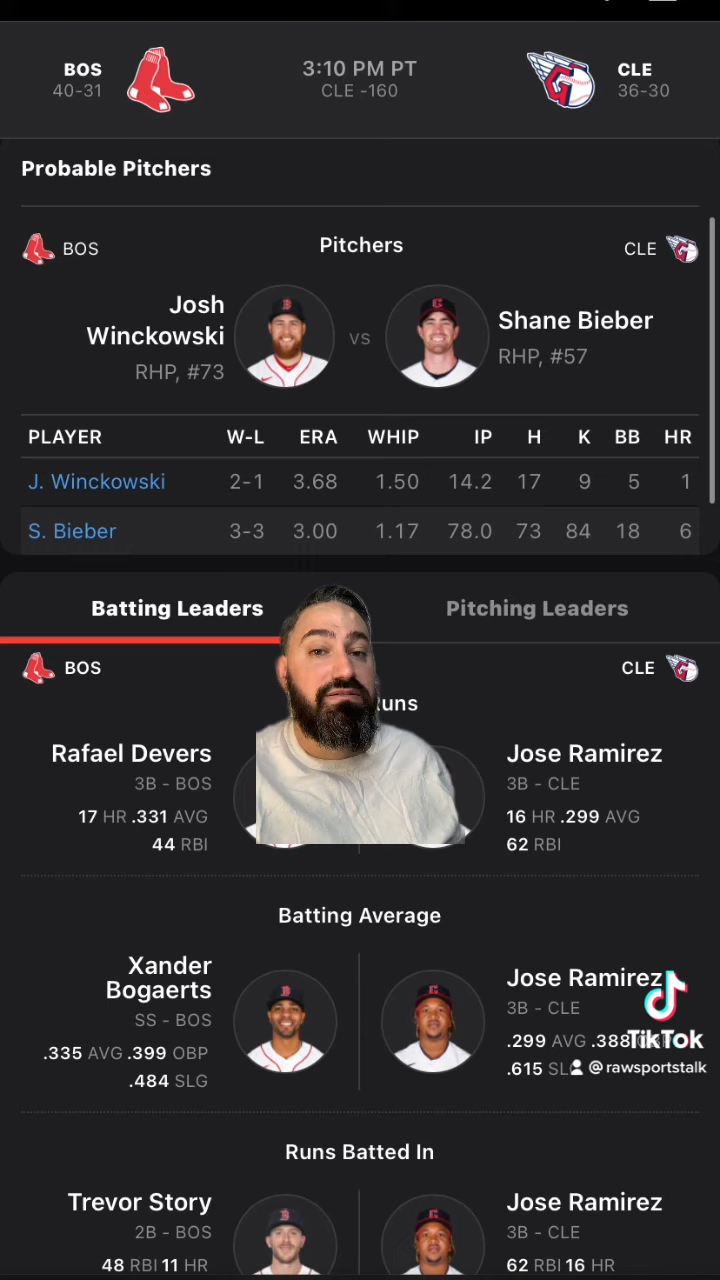 BOS
40-31
3:10 PM PT
CLE -160
CLE
36-30
Probable Pitchers
BOS
Pitchers
CLE
Josh
Winckowski
RHP, #73
vs
Shane Bieber
RHP, #57
PLAYER W-L ERA WHIP IP H K BB HR
J. Winckowski 2-1 3.68 1.50 14.2 17 9 5 1
S. Bieber 3-3 3.00 1.17 78.0 73 84 18 6
Batting Leaders
Pitching Leaders
BOS
CLE
Rafael Devers
3B - BOS
17 HR .331 AVG
44 RBI
Jose Ramirez
3B - CLE
16 HR .299 AVG
62 RBI
Batting Average
Xander
Bogaerts
SS - BOS
.335 AVG .399 OBP
.484 SLG
Jose Ramirez
3B - CLE
.299 AVG .388
.615
TikTok
@rawsportstalk
Runs Batted In
Trevor Story
2B - BOS
48 RBI 11 HR
Jose Ramirez
3B - CLE
62 RBI 16 HR